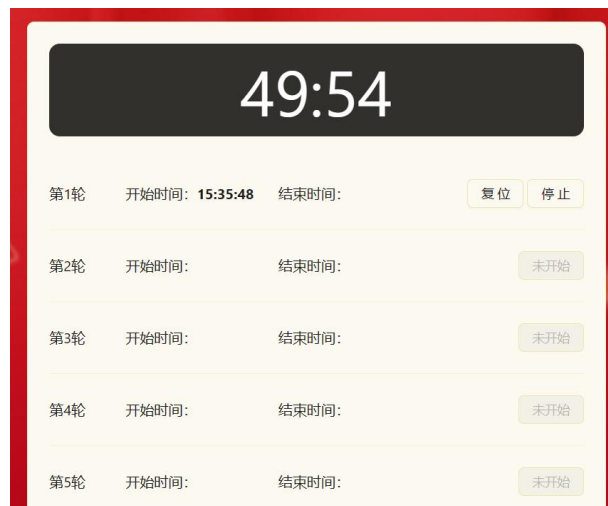 49:54
第1轮 开始时间: 15:35:48 结束时间: 复位 停止
第2轮 开始时间: 结束时间: 未开始
第3轮 开始时间: 结束时间: 未开始
第4轮 开始时间: 结束时间: 未开始
第5轮 开始时间: 结束时间: 未开始